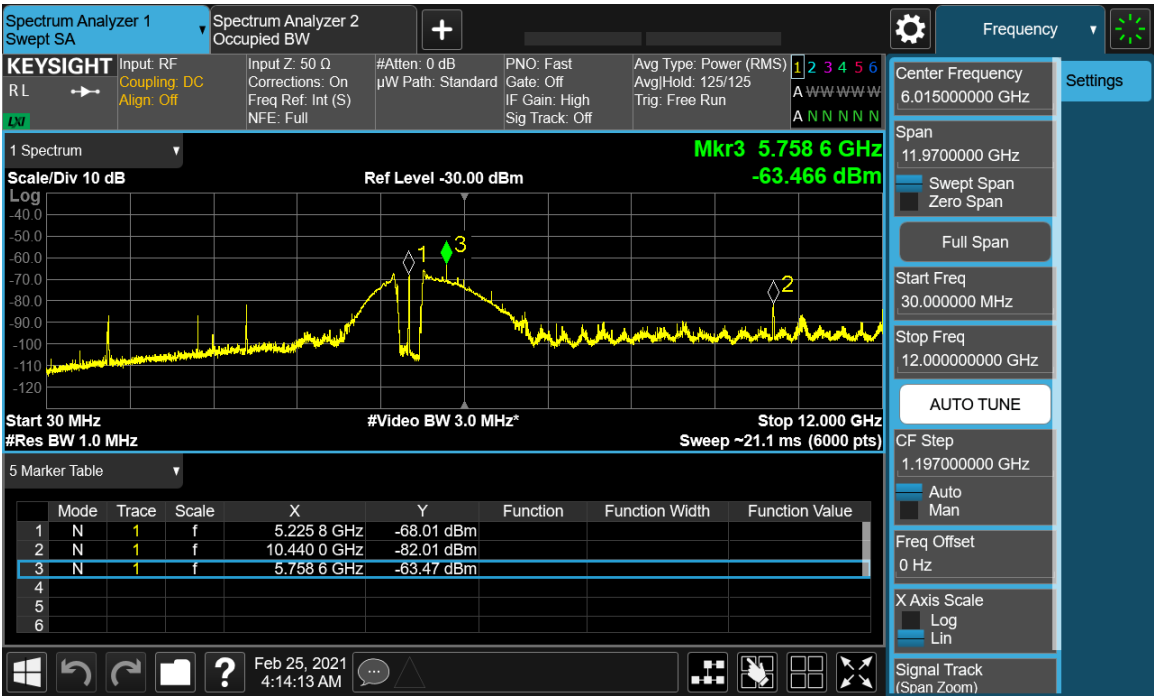 Spectrum Analyzer 1
Swept SA
Spectrum Analyzer 2
Occupied BW
Frequency
KEYSIGHT
RL
LXI
Input: RF
Coupling: DC
Align: Off
Input Z: 50 Ω
Corrections: On
Freq Ref: Int (S)
NFE: Full
#Atten: 0 dB
µW Path: Standard
PNO: Fast
Gate: Off
IF Gain: High
Sig Track: Off
Avg Type: Power (RMS)
Avg|Hold: 125/125
Trig: Free Run
1 2 3 4 5 6
A W W W W W
A N N N N N
1 Spectrum
Mkr3 5.758 6 GHz
-63.466 dBm
Scale/Div 10 dB
Ref Level -30.00 dBm
Log
-40.0
-50.0
-60.0
-70.0
-80.0
-90.0
-100
-110
-120
1
3
2
Start 30 MHz
#Video BW 3.0 MHz*
Stop 12.000 GHz
#Res BW 1.0 MHz
Sweep ~21.1 ms (6000 pts)
5 Marker Table
Mode Trace Scale X Y Function Function Width Function Value
1 N 1 f 5.225 8 GHz -68.01 dBm
2 N 1 f 10.440 0 GHz -82.01 dBm
3 N 1 f 5.758 6 GHz -63.47 dBm
4
5
6
?
Feb 25, 2021
4:14:13 AM
Center Frequency
6.015000000 GHz
Settings
Span
11.9700000 GHz
Swept Span
Zero Span
Full Span
Start Freq
30.000000 MHz
Stop Freq
12.000000000 GHz
AUTO TUNE
CF Step
1.197000000 GHz
Auto
Man
Freq Offset
0 Hz
X Axis Scale
Log
Lin
Signal Track
(Span Zoom)